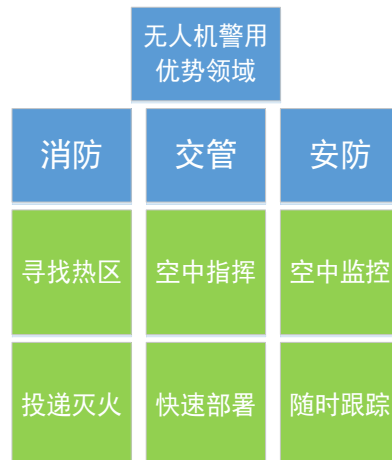 无人机警用
优势领域
消防
交管
安防
寻找热区
空中指挥
空中监控
投递灭火
快速部署
随时跟踪